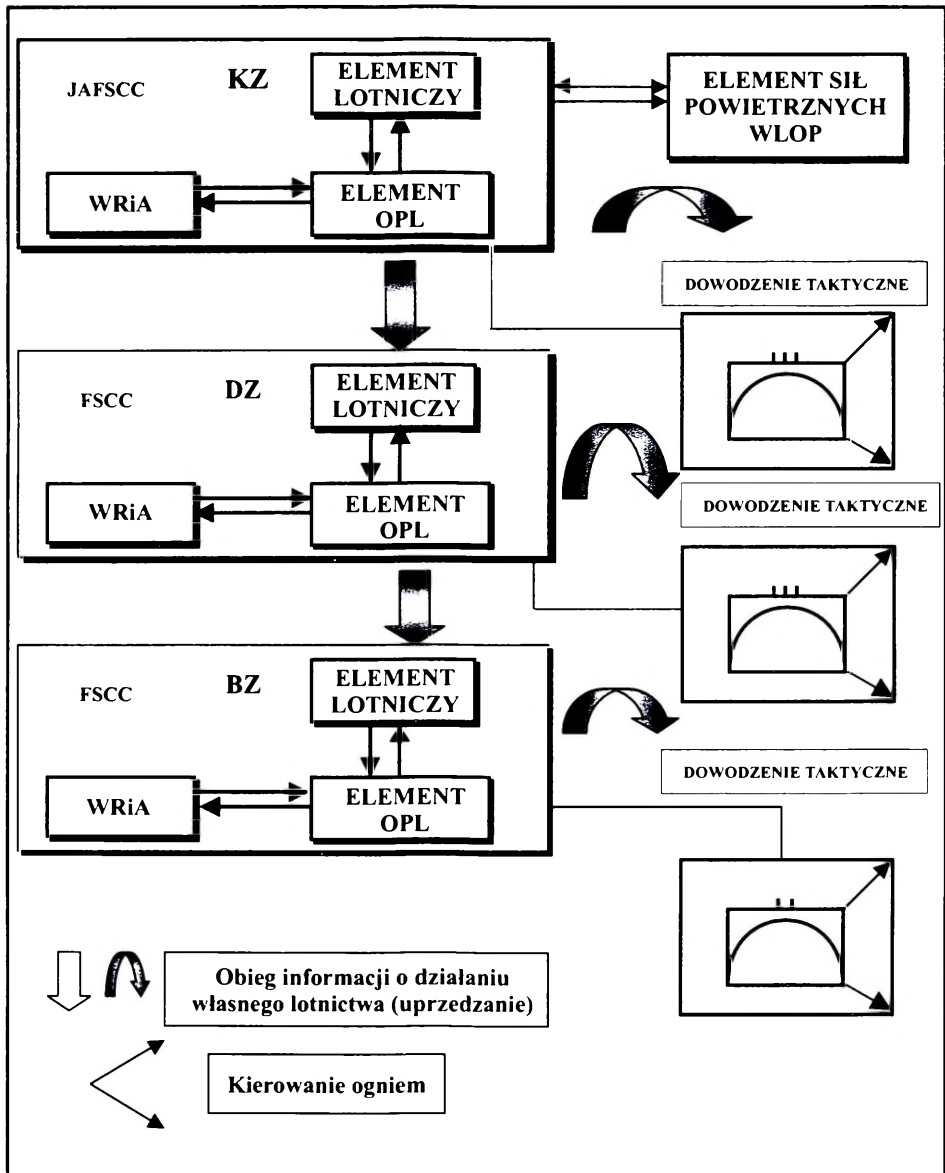 JAFSCC
KZ
ELEMENT
LOTNICZY
WRiA
ELEMENT
OPL
ELEMENT SIŁ
POWIETRZNYCH
WLOP
DOWODZENIE TAKTYCZNE
FSCC
DZ
ELEMENT
LOTNICZY
WRiA
ELEMENT
OPL
DOWODZENIE TAKTYCZNE
FSCC
BZ
ELEMENT
LOTNICZY
WRiA
ELEMENT
OPL
DOWODZENIE TAKTYCZNE
Obieg informacji o działaniu
własnego lotnictwa (uprzedzanie)
Kierowanie ogniem